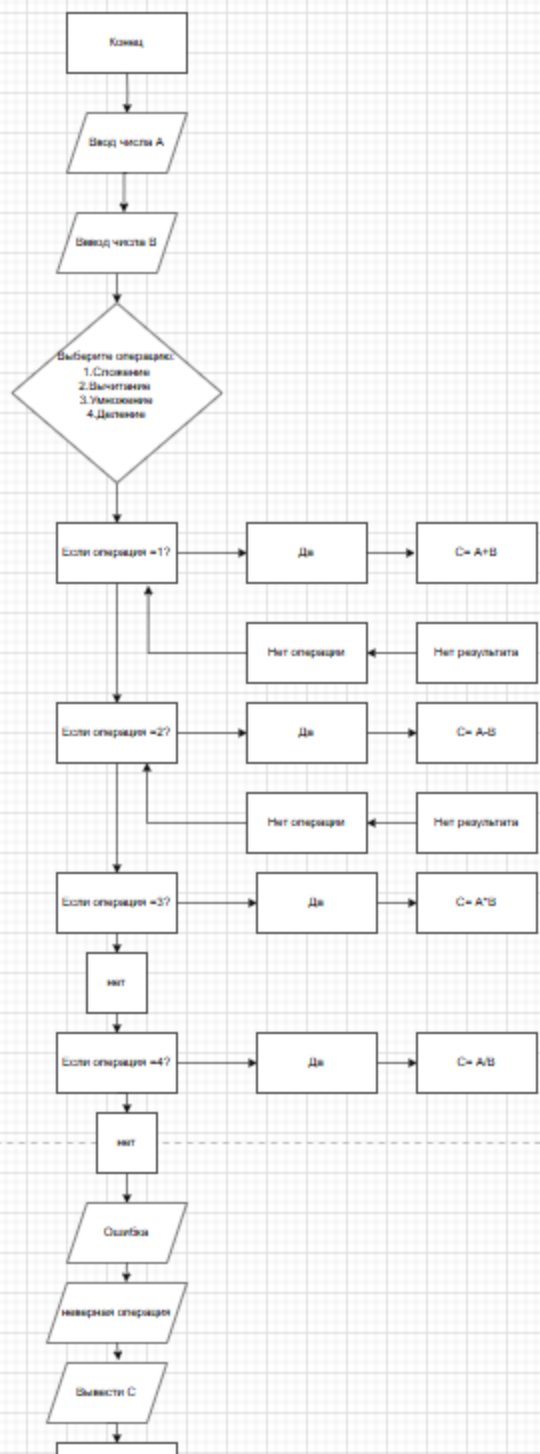 Конец
Ввод числа A
Ввод числа B
Выберите операцию:
1.Сложение
2.Вычитание
3.Умножение
4.Деление
Если операция =1?
Да
C= A+B
Нет операции
Нет результата
Если операция =2?
Да
C= A-B
Нет операции
Нет результата
Если операция =3?
Да
C= A*B
нет
Если операция =4?
Да
C= A/B
нет
Ошибка
неверная операция
Вывести C